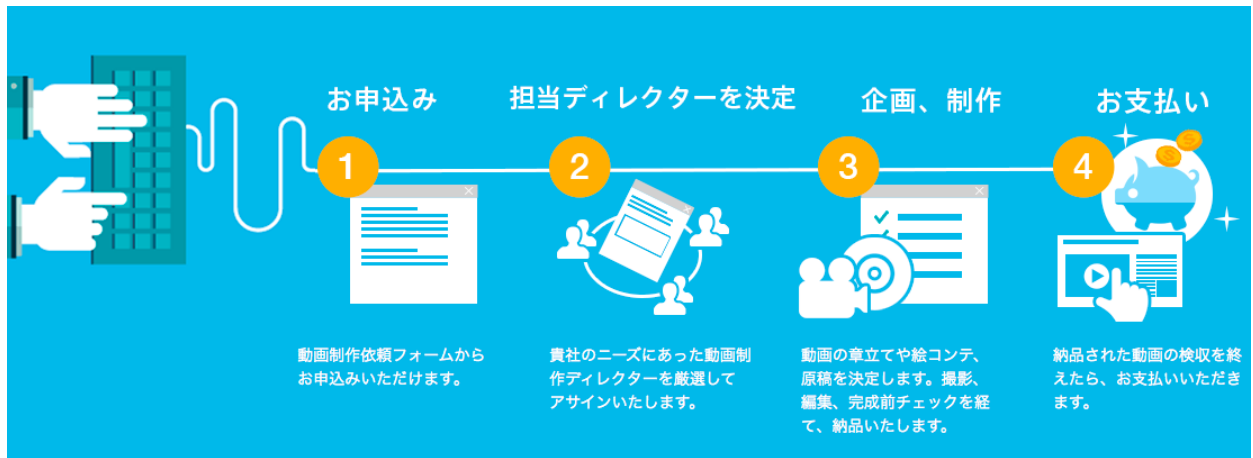 お申込み
担当ディレクターを決定
企画、制作
お支払い
1
2
3
4
動画制作依頼フォームから
お申込みいただけます。
貴社のニーズにあった動画制
作ディレクターを厳選して
アサインいたします。
動画の章立てや絵コンテ、
原稿を決定します。撮影、
編集、完成前チェックを経
て、納品いたします。
納品された動画の検収を終
えたら、お支払いいただき
ます。